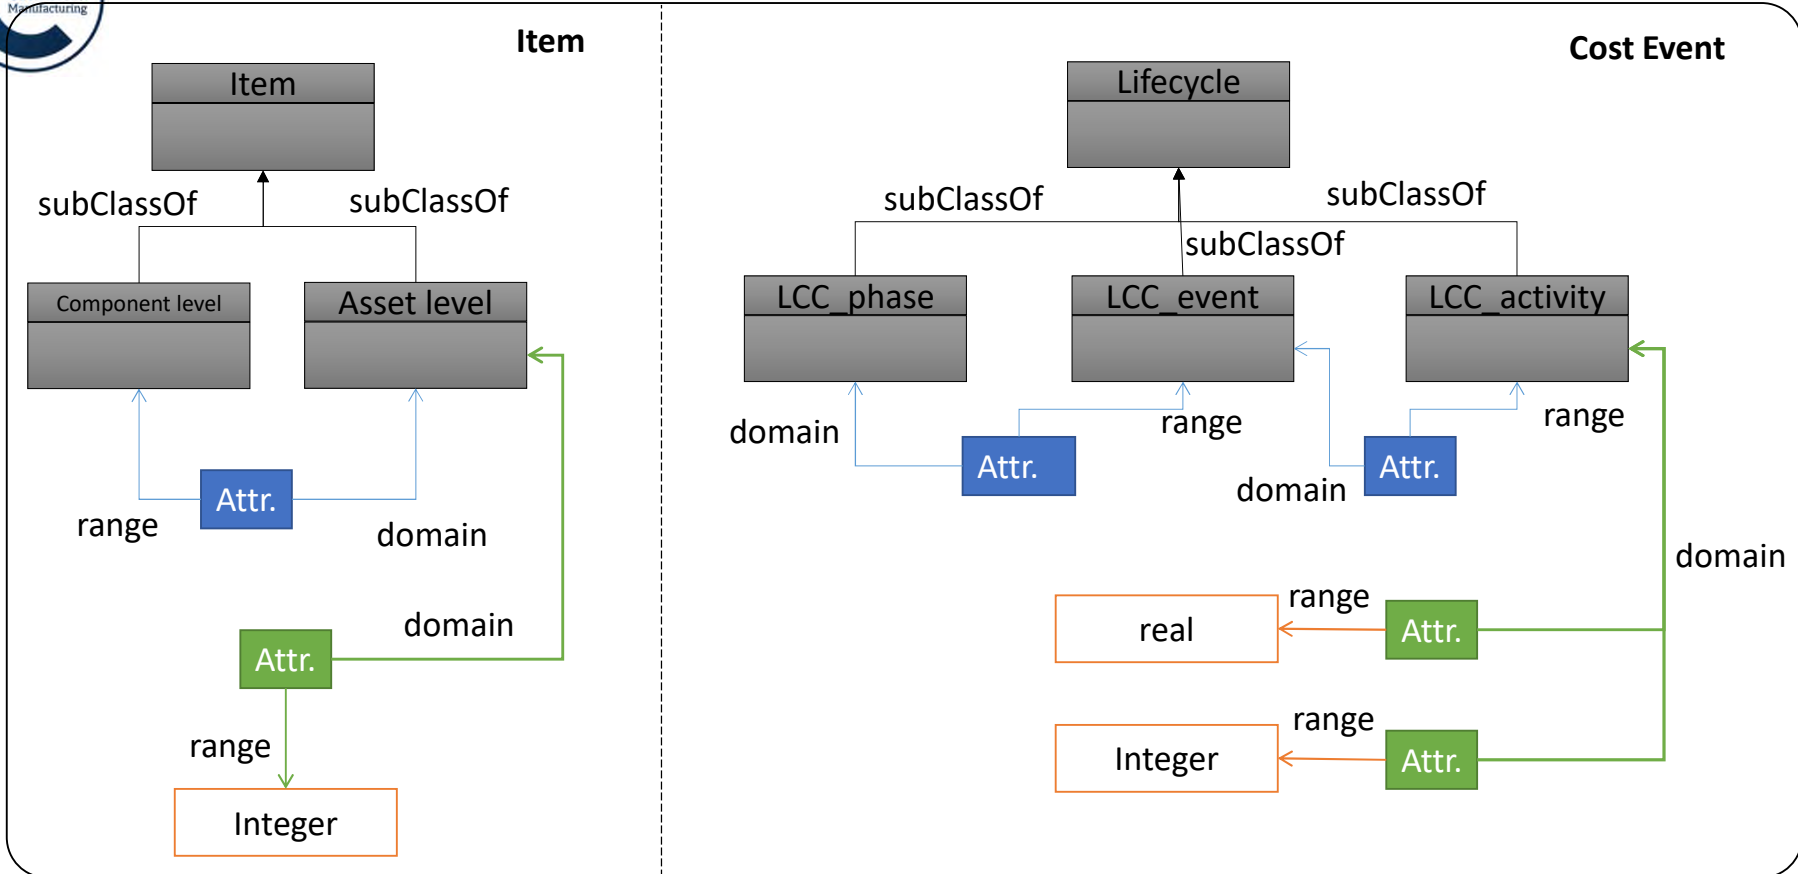 Manufacturing
Item
Item
subClassOf
subClassOf
Component level
Asset level
Attr.
range
domain
domain
Attr.
range
Integer
Cost Event
Lifecycle
subClassOf
subClassOf
subClassOf
LCC_phase
LCC_event
LCC_activity
domain
range
range
Attr.
Attr.
domain
domain
range
real
Attr.
range
Integer
Attr.